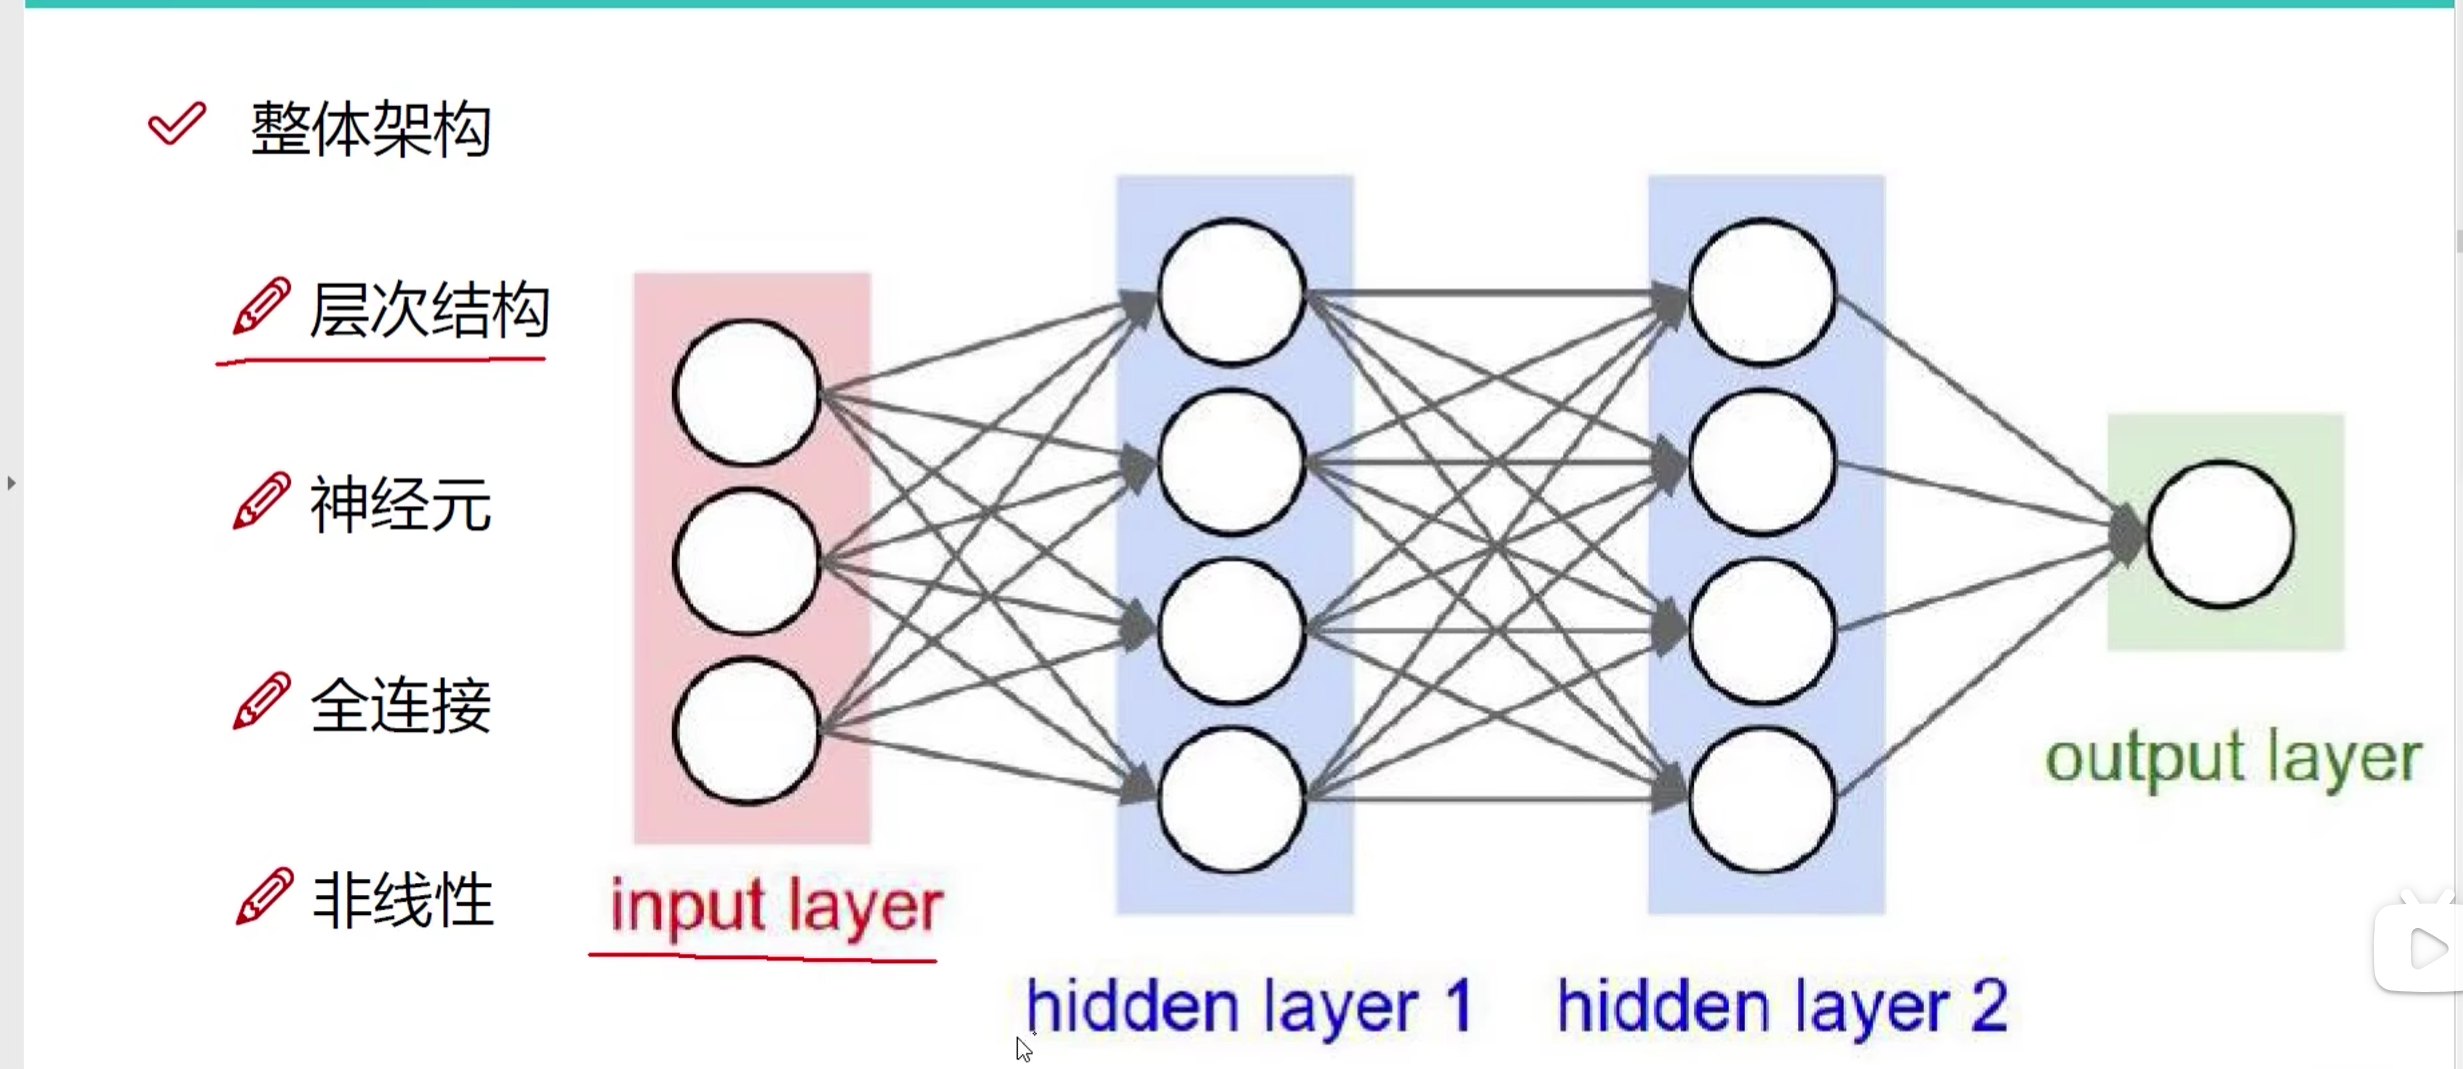 整体架构
层次结构
神经元
全连接
非线性
input layer
hidden layer 1
hidden layer 2
output layer